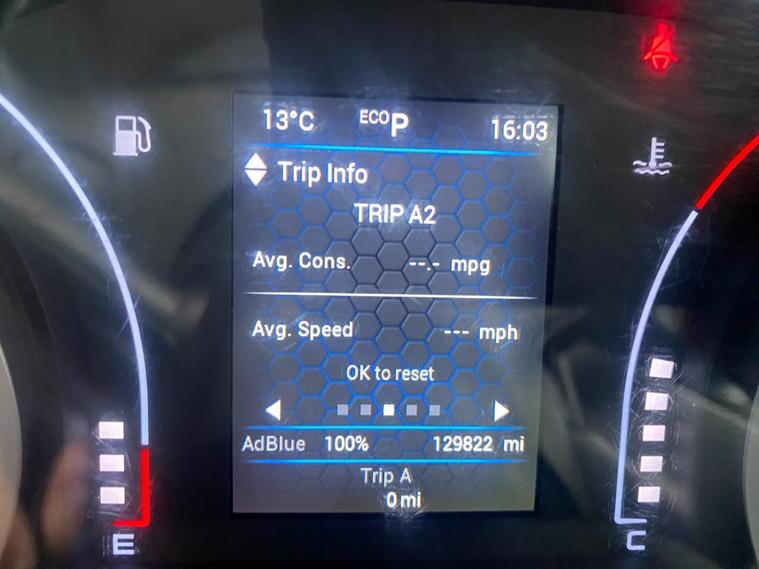 13°C ECO P 16:03
Trip Info
TRIP A2
Avg. Cons. --.- mpg
Avg. Speed --- mph
OK to reset
AdBlue 100% 129822 mi
Trip A
0 mi
E C